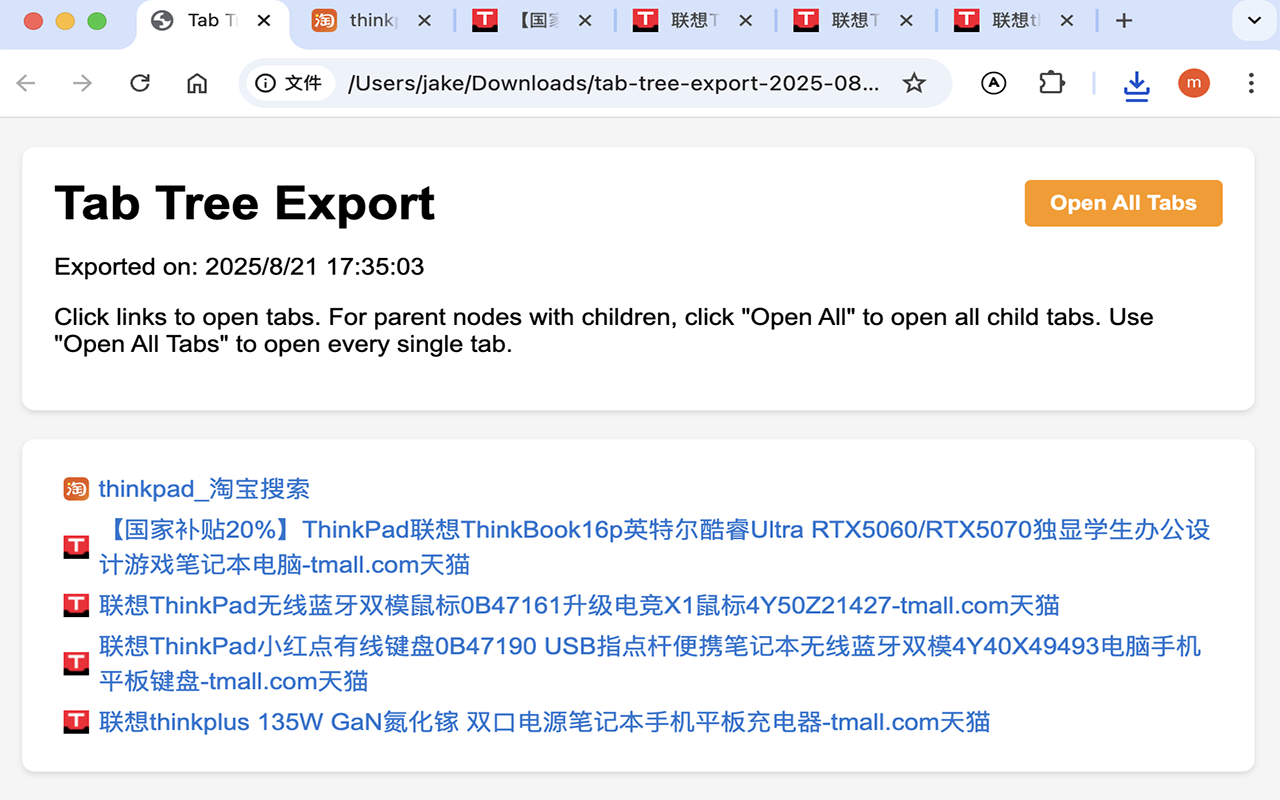 Tab T
淘 think
T 【国
T 联想T
T 联想T
T 联想t
文件 /Users/jake/Downloads/tab-tree-export-2025-08... A m
Tab Tree Export
Open All Tabs
Exported on: 2025/8/21 17:35:03
Click links to open tabs. For parent nodes with children, click "Open All" to open all child tabs. Use
"Open All Tabs" to open every single tab.
淘 thinkpad_淘宝搜索
T 【国家补贴20%】ThinkPad联想ThinkBook16p英特尔酷睿Ultra RTX5060/RTX5070独显学生办公设
计游戏笔记本电脑-tmall.com天猫
T 联想ThinkPad无线蓝牙双模鼠标0B47161升级电竞X1鼠标4Y50Z21427-tmall.com天猫
T 联想ThinkPad小红点有线键盘0B47190 USB指点杆便携笔记本无线蓝牙双模4Y40X49493电脑手机
平板键盘-tmall.com天猫
T 联想thinkplus 135W GaN氮化镓 双口电源笔记本手机平板充电器-tmall.com天猫